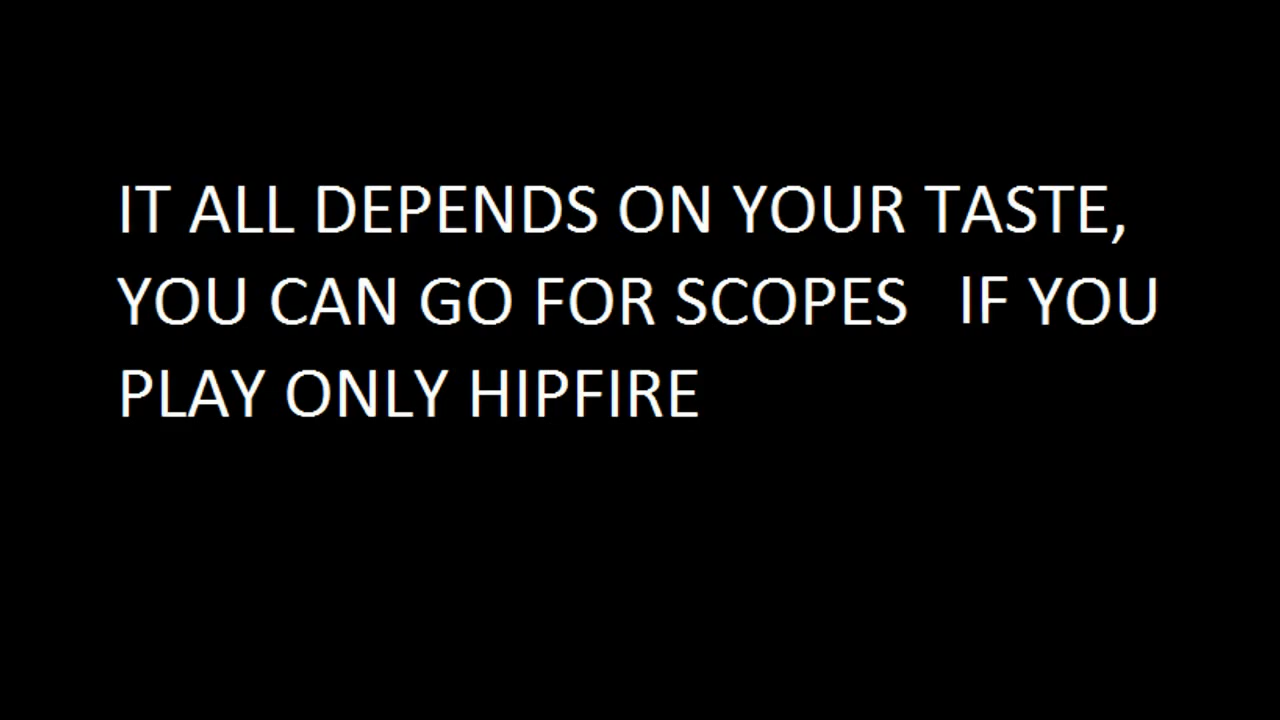 IT ALL DEPENDS ON YOUR TASTE,
YOU CAN GO FOR SCOPES IF YOU
PLAY ONLY HIPFIRE